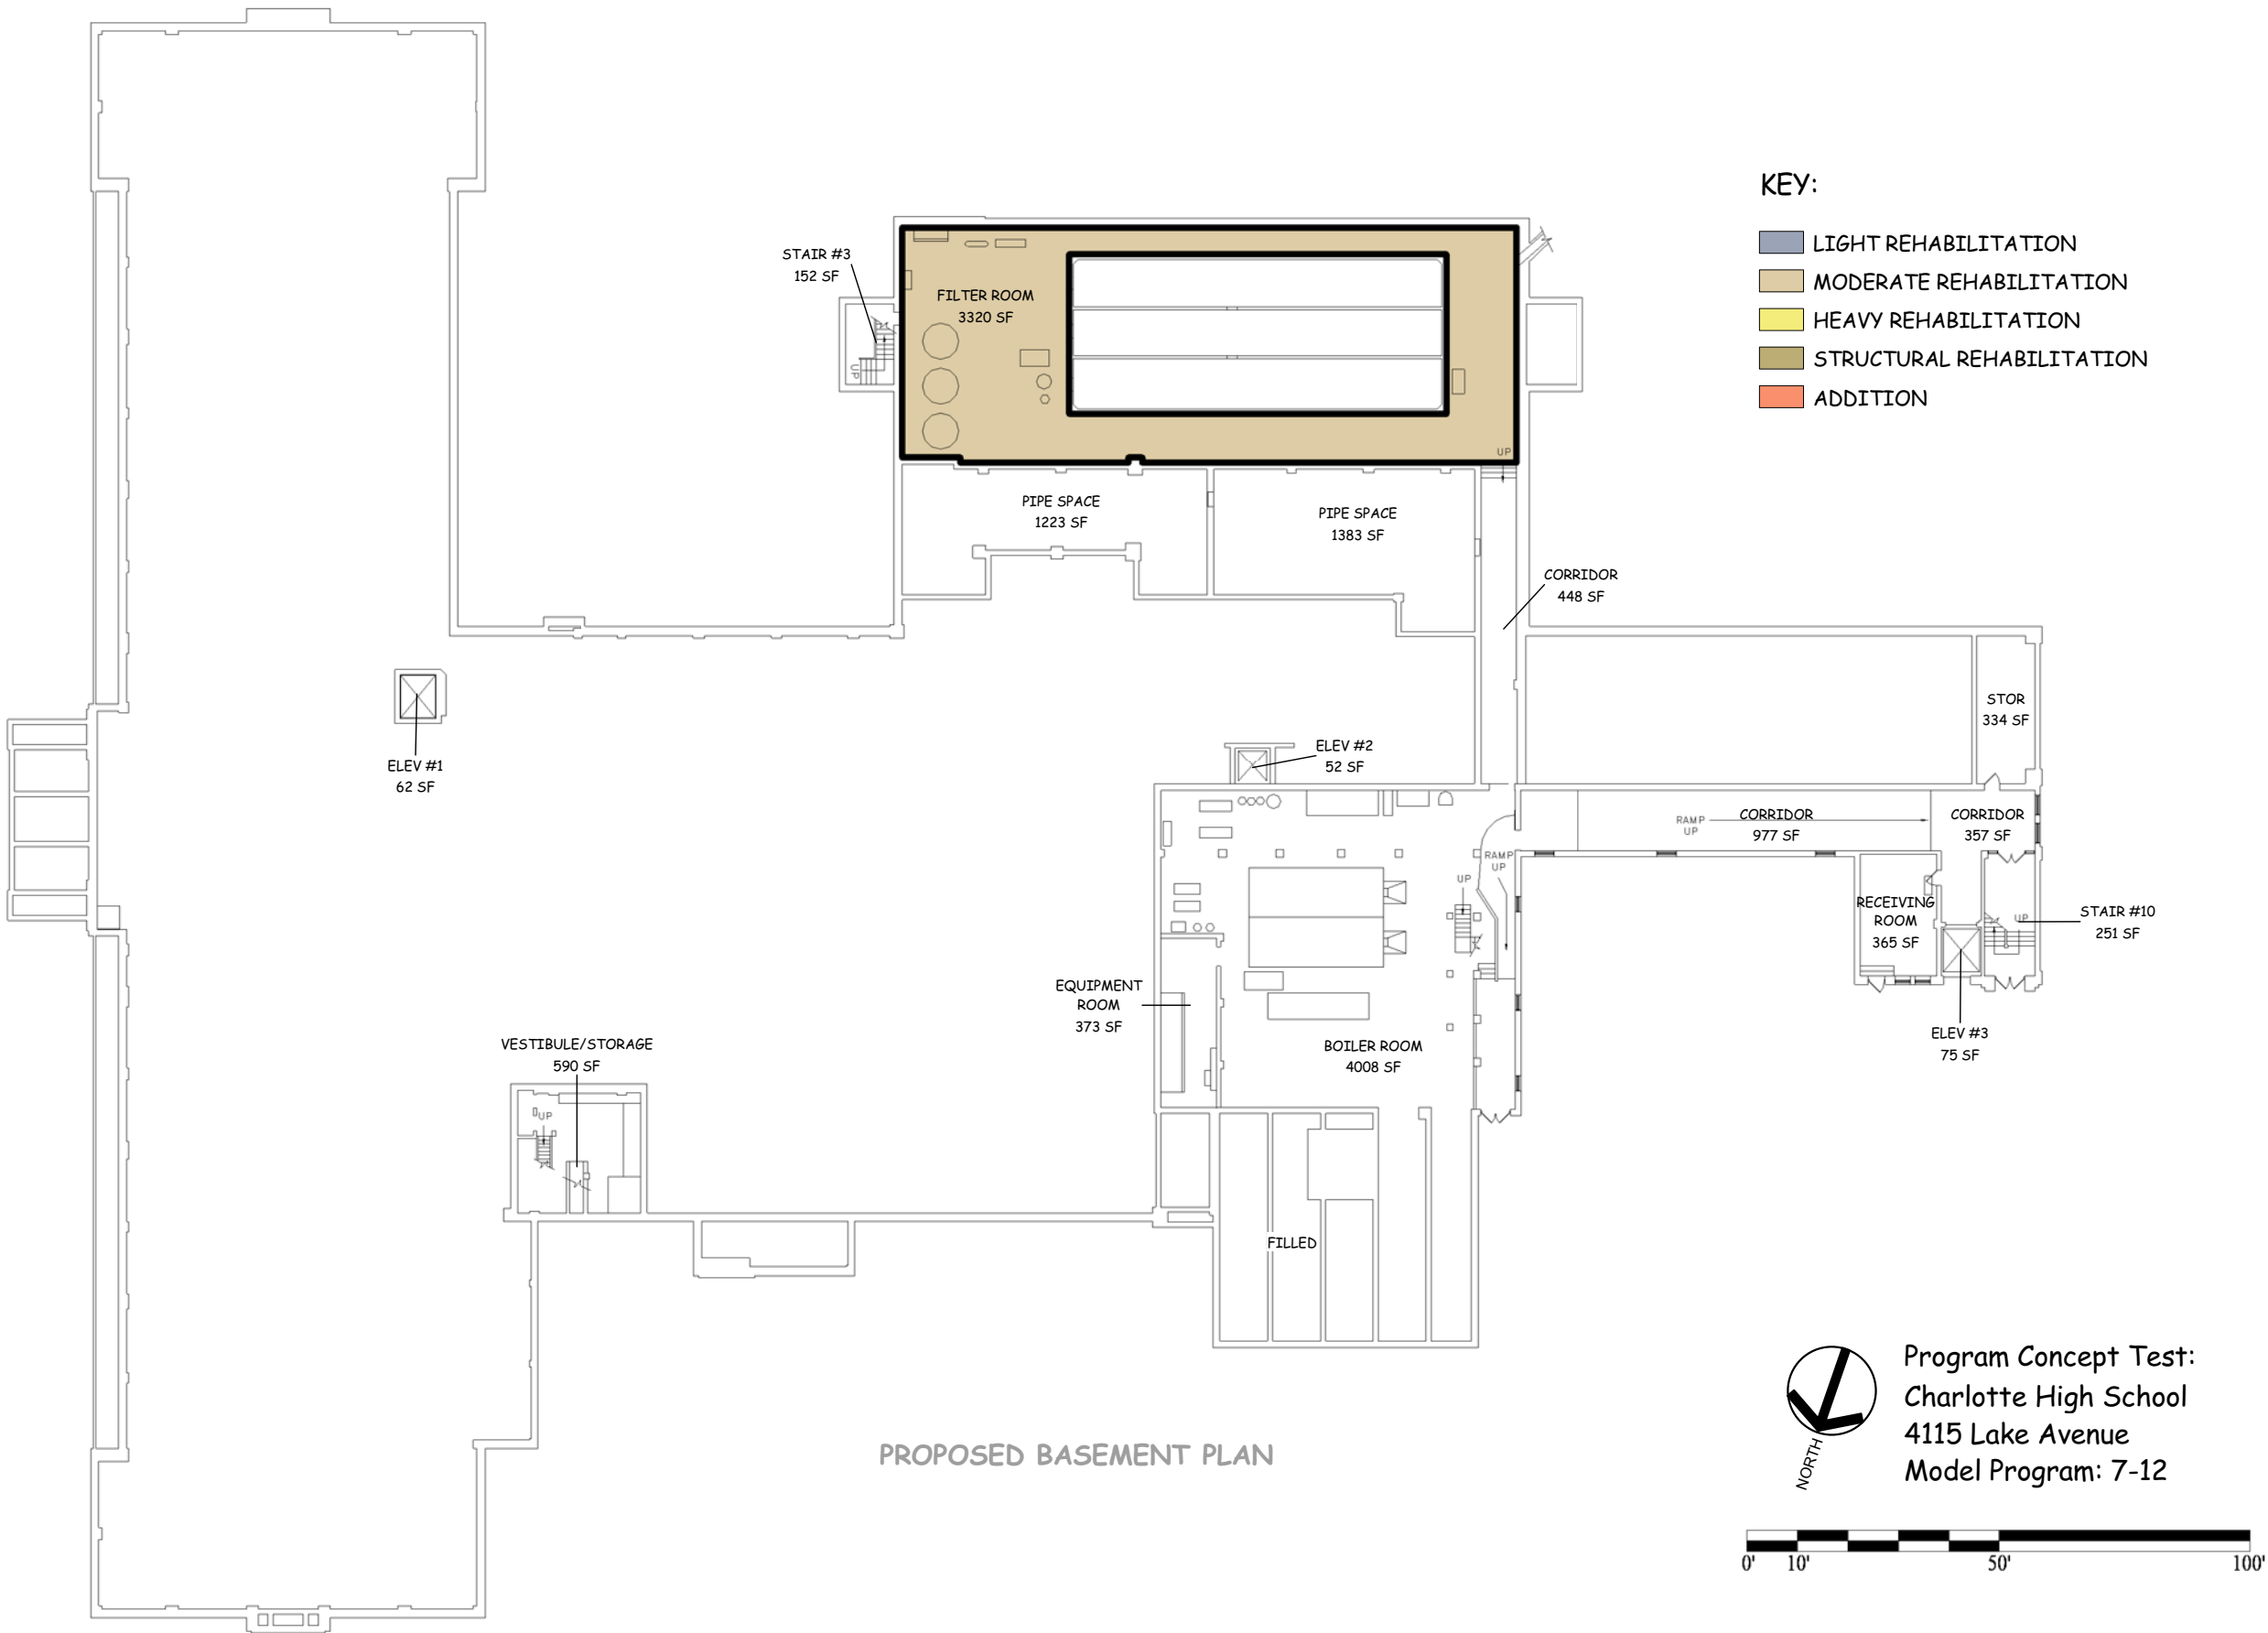 KEY:
LIGHT REHABILITATION
MODERATE REHABILITATION
HEAVY REHABILITATION
STRUCTURAL REHABILITATION
ADDITION
STAIR #3
152 SF
FILTER ROOM
3320 SF
UP
UP
PIPE SPACE
1223 SF
PIPE SPACE
1383 SF
CORRIDOR
448 SF
ELEV #1
62 SF
ELEV #2
52 SF
STOR
334 SF
RAMP
UP
CORRIDOR
977 SF
CORRIDOR
357 SF
RAMP
UP
UP
RECEIVING
ROOM
365 SF
UP
STAIR #10
251 SF
EQUIPMENT
ROOM
373 SF
BOILER ROOM
4008 SF
ELEV #3
75 SF
VESTIBULE/STORAGE
590 SF
UP
FILLED
PROPOSED BASEMENT PLAN
NORTH
Program Concept Test:
Charlotte High School
4115 Lake Avenue
Model Program: 7-12
0' 10' 50' 100'